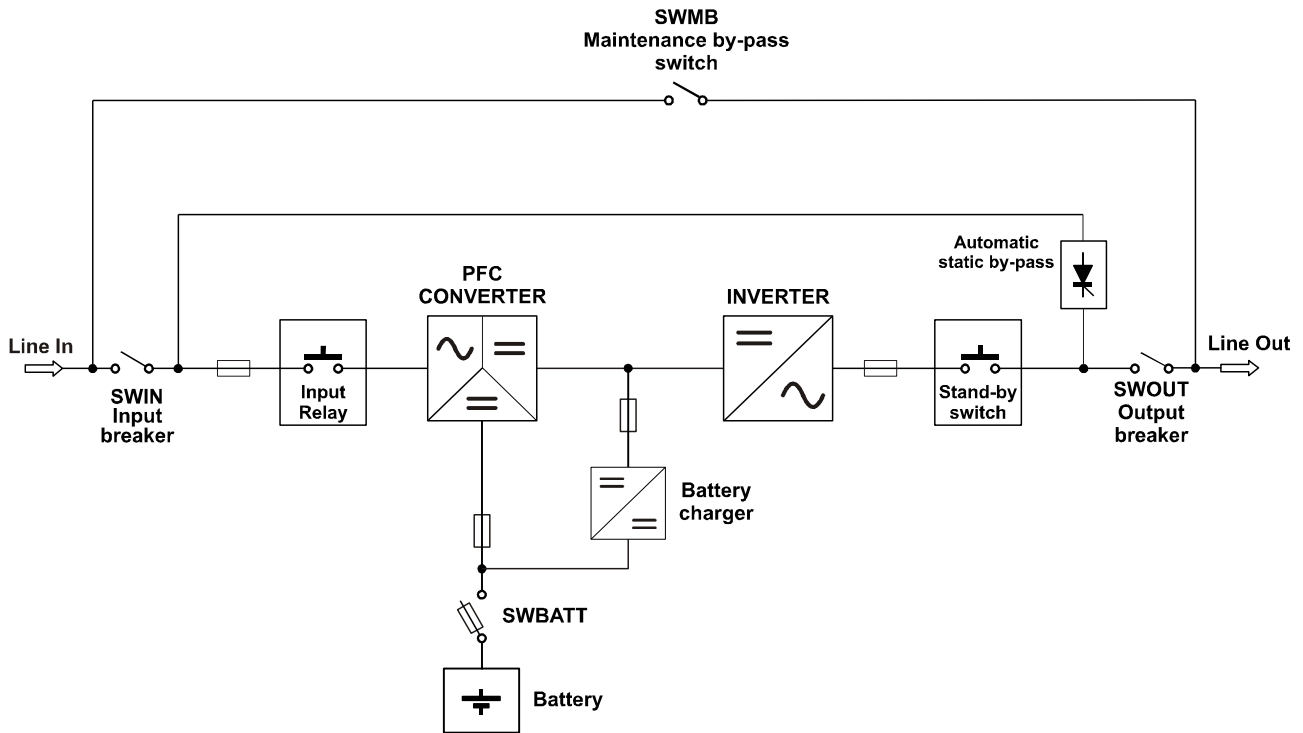 SWMB
Maintenance by-pass
switch
Automatic
static by-pass
PFC
CONVERTER
INVERTER
Line In
Line Out
SWIN
Input
breaker
Input
Relay
Stand-by
switch
SWOUT
Output
breaker
Battery
charger
SWBATT
Battery